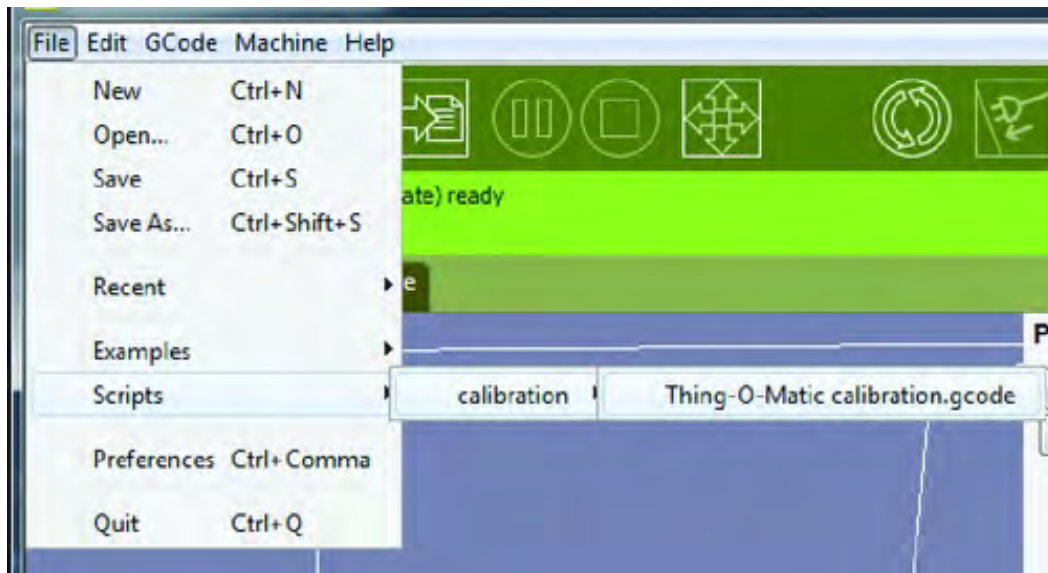 File Edit GCode Machine Help
New Ctrl+N
Open... Ctrl+O
Save Ctrl+S
Save As... Ctrl+Shift+S
ate) ready
Recent
e
Examples
P
Scripts
calibration
Thing-O-Matic calibration.gcode
Preferences Ctrl+Comma
Quit Ctrl+Q